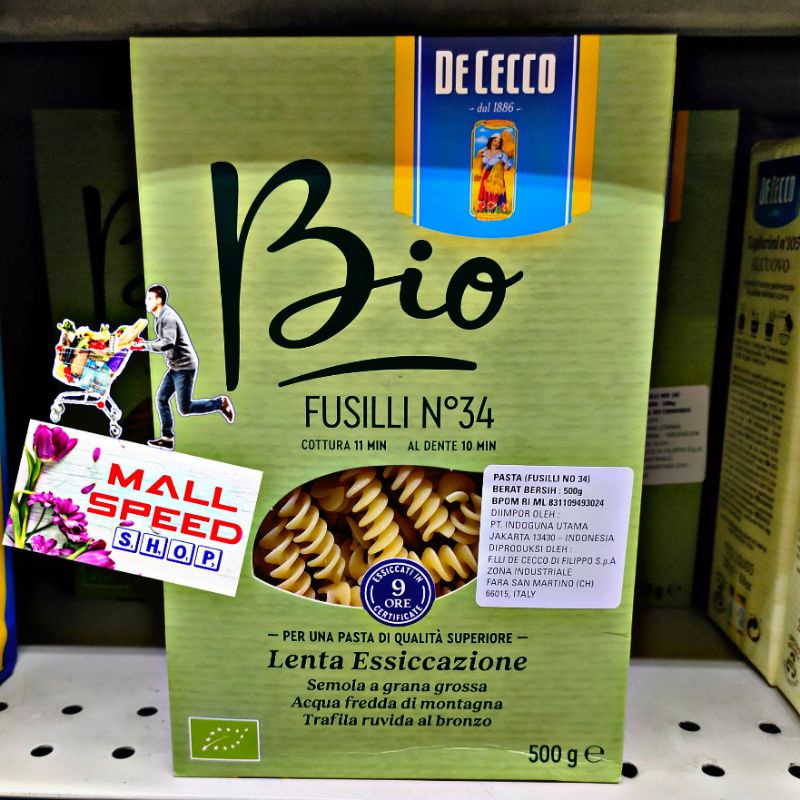 DE CECCO
dal 1886
Bio
FUSILLI N°34
COTTURA 11 MIN AL DENTE 10 MIN
MALL
SPEED
S.H.O.P.
PASTA (FUSILLI NO 34)
BERAT BERSIH : 500g
BPOM RI ML 831109493024
DIIMPOR OLEH :
PT. INDOGUNA UTAMA
JAKARTA 13430 – INDONESIA
DIPRODUKSI OLEH :
F.LLI DE CECCO DI FILIPPO S.p.A
ZONA INDUSTRIALE
FARA SAN MARTINO (CH)
66015, ITALY
ESSICCATI IN
9
ORE
CERTIFICATE
— PER UNA PASTA DI QUALITÀ SUPERIORE —
Lenta Essiccazione
Semola a grana grossa
Acqua fredda di montagna
Trafila ruvida al bronzo
500 g ℮
DE CECCO
Taglierini n°105
ALL'UOVO